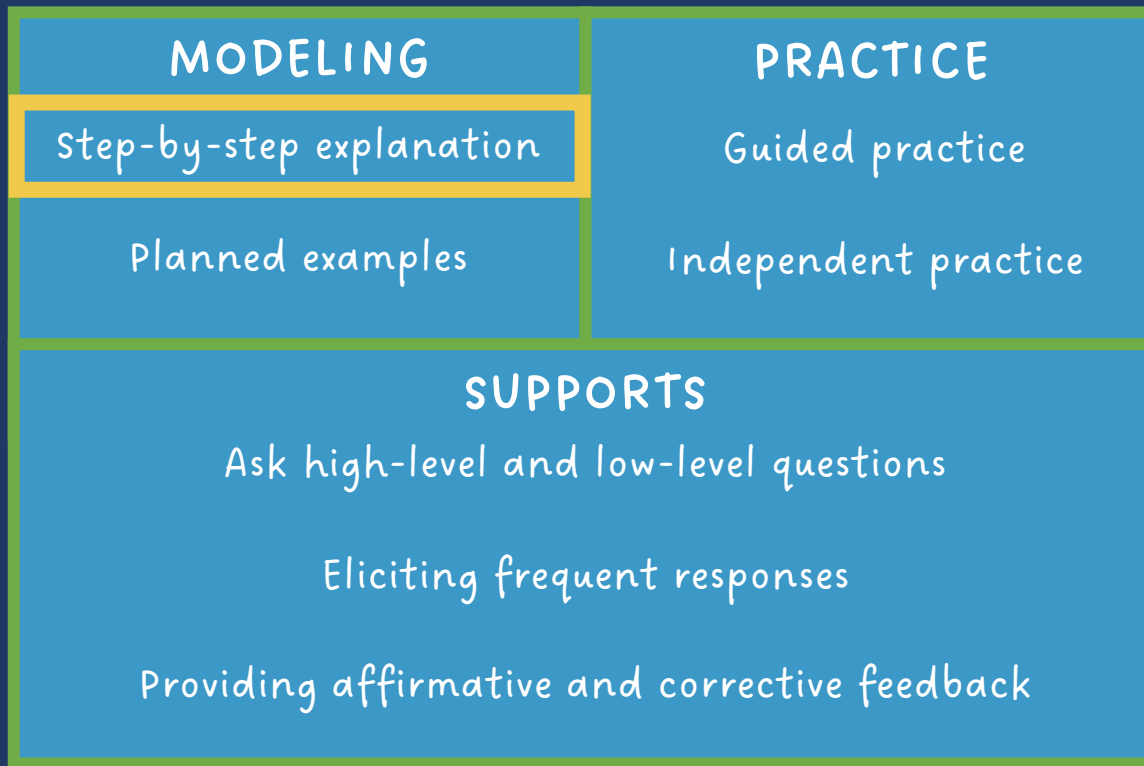 MODELING
Step-by-step explanation
Planned examples
PRACTICE
Guided practice
Independent practice
SUPPORTS
Ask high-level and low-level questions
Eliciting frequent responses
Providing affirmative and corrective feedback